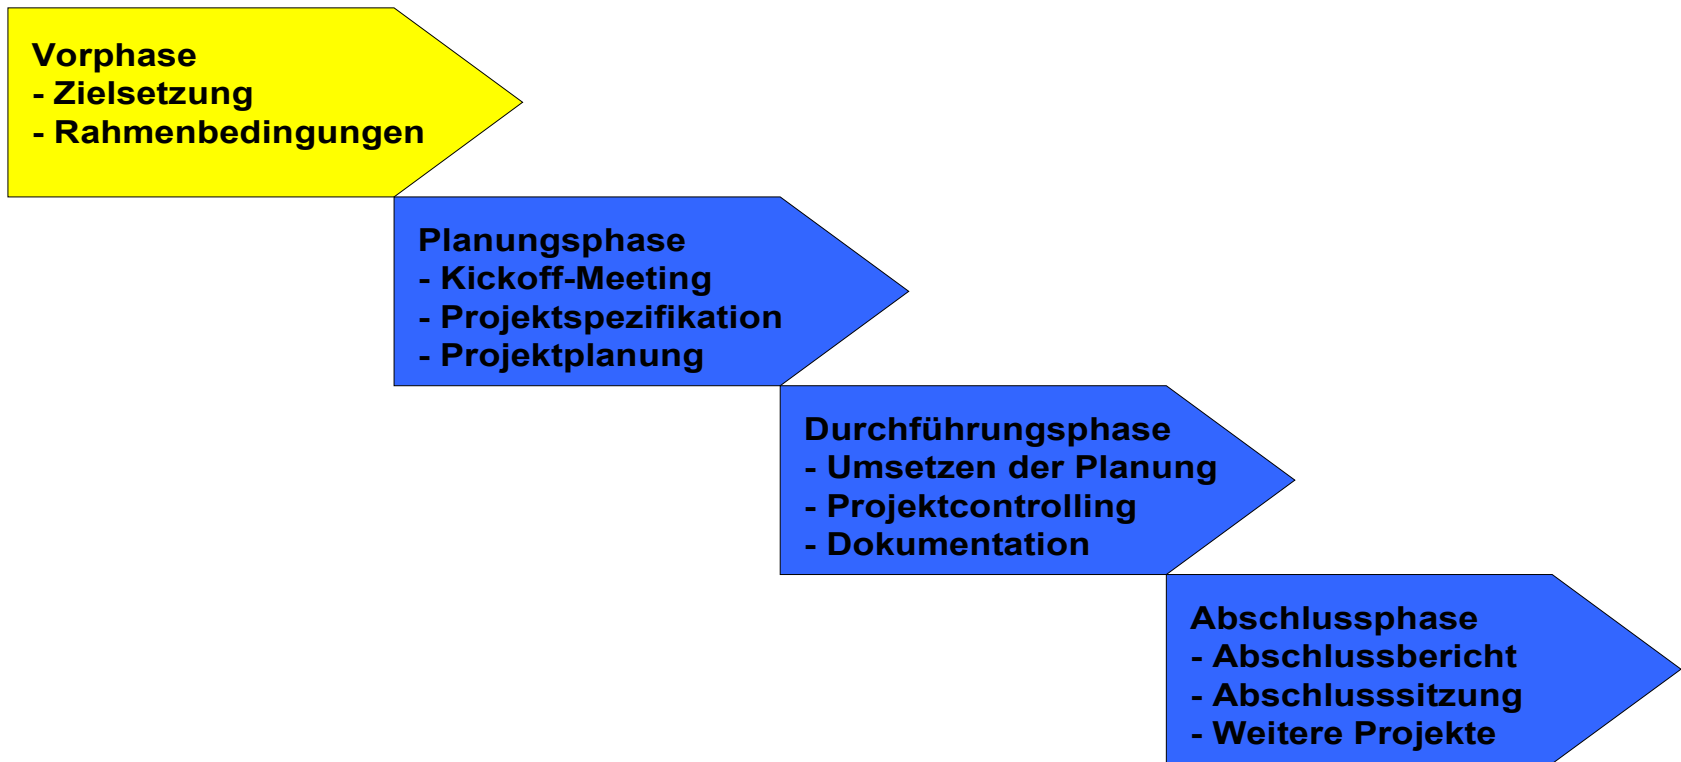 Vorphase
- Zielsetzung
- Rahmenbedingungen
Planungsphase
- Kickoff-Meeting
- Projektspezifikation
- Projektplanung
Durchführungsphase
- Umsetzen der Planung
- Projektcontrolling
- Dokumentation
Abschlussphase
- Abschlussbericht
- Abschlusssitzung
- Weitere Projekte